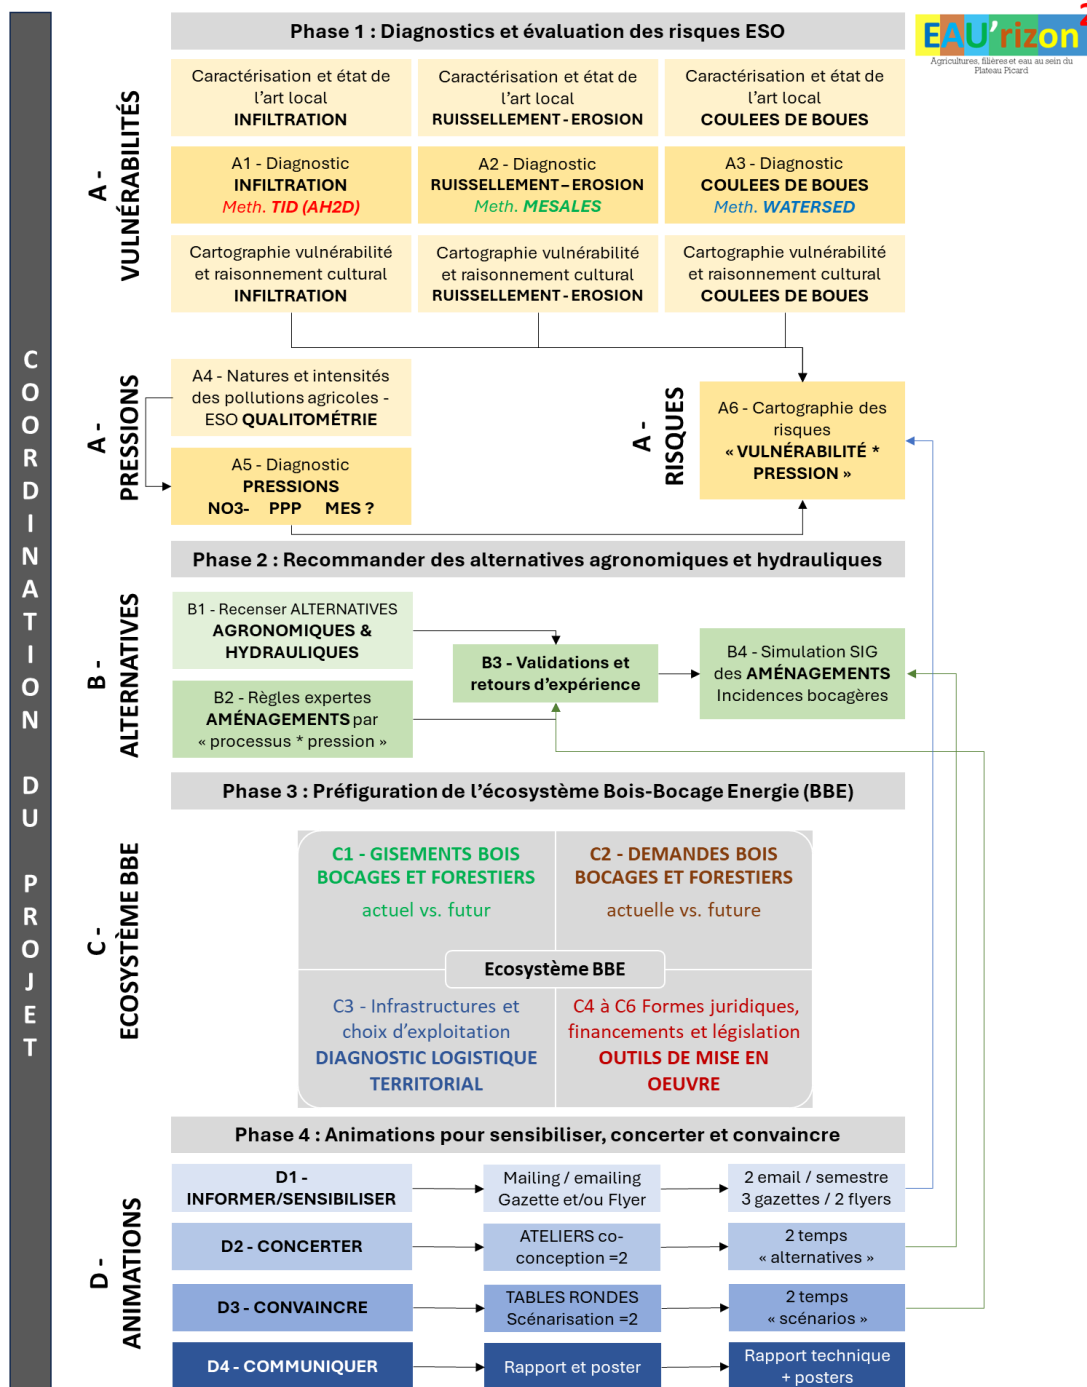 Phase 1 : Diagnostics et évaluation des risques ESO
EAU'rizon 2
Agricultures, filières et eau au sein du
Plateau Picard
COORDINATION DU PROJET
A -
VULNÉRABILITÉS
Caractérisation et état de
l'art local
INFILTRATION
Caractérisation et état de
l'art local
RUISSELLEMENT - EROSION
Caractérisation et état de
l'art local
COULEES DE BOUES
A1 - Diagnostic
INFILTRATION
Meth. TID (AH2D)
A2 - Diagnostic
RUISSELLEMENT – EROSION
Meth. MESALES
A3 - Diagnostic
COULEES DE BOUES
Meth. WATERSED
Cartographie vulnérabilité
et raisonnement cultural
INFILTRATION
Cartographie vulnérabilité
et raisonnement cultural
RUISSELLEMENT - EROSION
Cartographie vulnérabilité
et raisonnement cultural
COULEES DE BOUES
A -
PRESSIONS
A4 - Natures et intensités
des pollutions agricoles -
ESO QUALITOMÉTRIE
A5 - Diagnostic
PRESSIONS
NO3- PPP MES ?
A -
RISQUES
A6 - Cartographie des
risques
« VULNÉRABILITÉ *
PRESSION »
Phase 2 : Recommander des alternatives agronomiques et hydrauliques
B -
ALTERNATIVES
B1 - Recenser ALTERNATIVES
AGRONOMIQUES &
HYDRAULIQUES
B2 - Règles expertes
AMÉNAGEMENTS par
« processus * pression »
B3 - Validations et
retours d'expérience
B4 - Simulation SIG
des AMÉNAGEMENTS
Incidences bocagères
Phase 3 : Préfiguration de l'écosystème Bois-Bocage Energie (BBE)
C -
ECOSYSTÈME BBE
C1 - GISEMENTS BOIS
BOCAGES ET FORESTIERS
actuel vs. futur
C2 - DEMANDES BOIS
BOCAGES ET FORESTIERS
actuelle vs. future
Ecosystème BBE
C3 - Infrastructures et
choix d'exploitation
DIAGNOSTIC LOGISTIQUE
TERRITORIAL
C4 à C6 Formes juridiques,
financements et législation
OUTILS DE MISE EN
OEUVRE
Phase 4 : Animations pour sensibiliser, concerter et convaincre
D -
ANIMATIONS
D1 -
INFORMER/SENSIBILISER
Mailing / emailing
Gazette et/ou Flyer
2 email / semestre
3 gazettes / 2 flyers
D2 - CONCERTER
ATELIERS co-
conception =2
2 temps
« alternatives »
D3 - CONVAINCRE
TABLES RONDES
Scénarisation =2
2 temps
« scénarios »
D4 - COMMUNIQUER
Rapport et poster
Rapport technique
+ posters